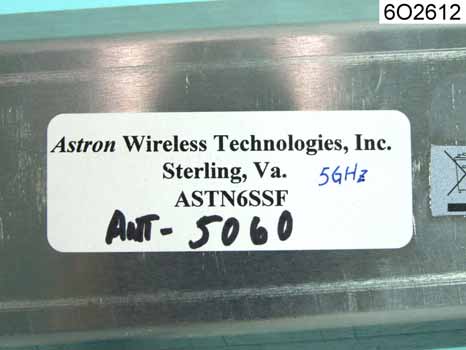 6O2612
Astron Wireless Technologies, Inc.
Sterling, Va.
5GHz
ASTN6SSF
ANT- 5060